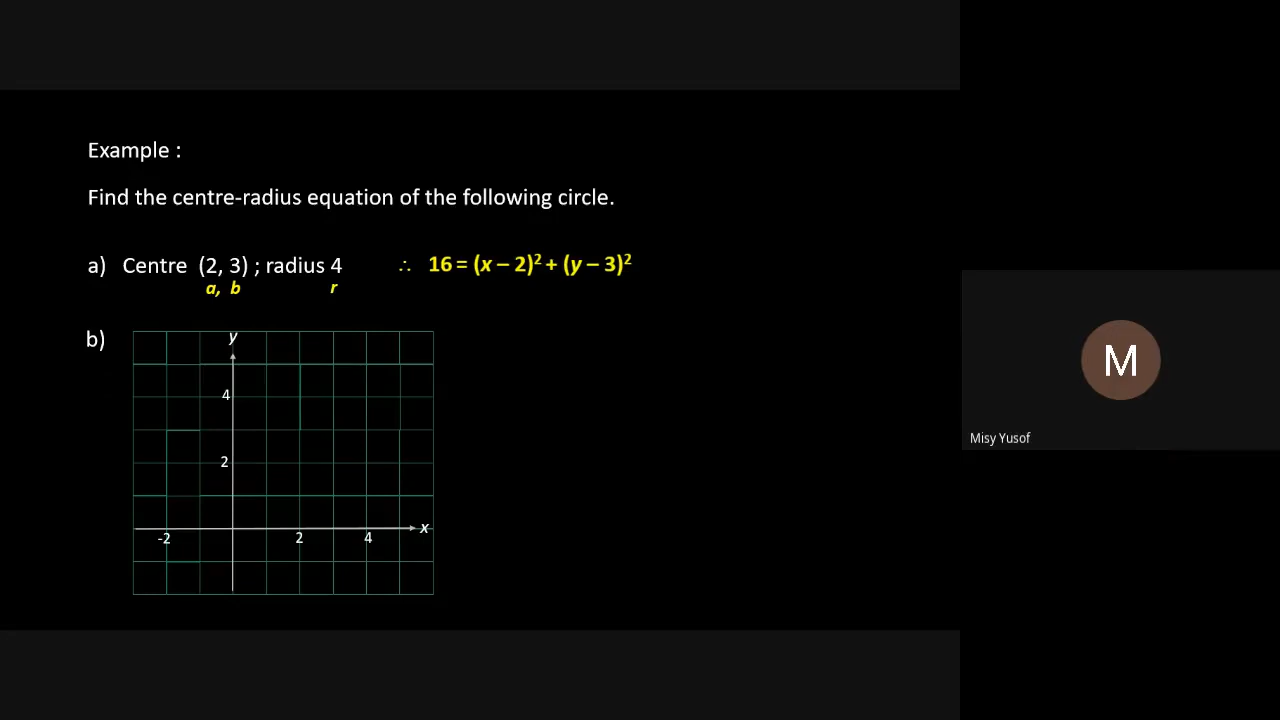 Example :
Find the centre-radius equation of the following circle.
a) Centre (2, 3) ; radius 4 ∴ 16 = (x – 2)² + (y – 3)²
a, b r
b)
y
4
2
x
-2 2 4
M
Misy Yusof